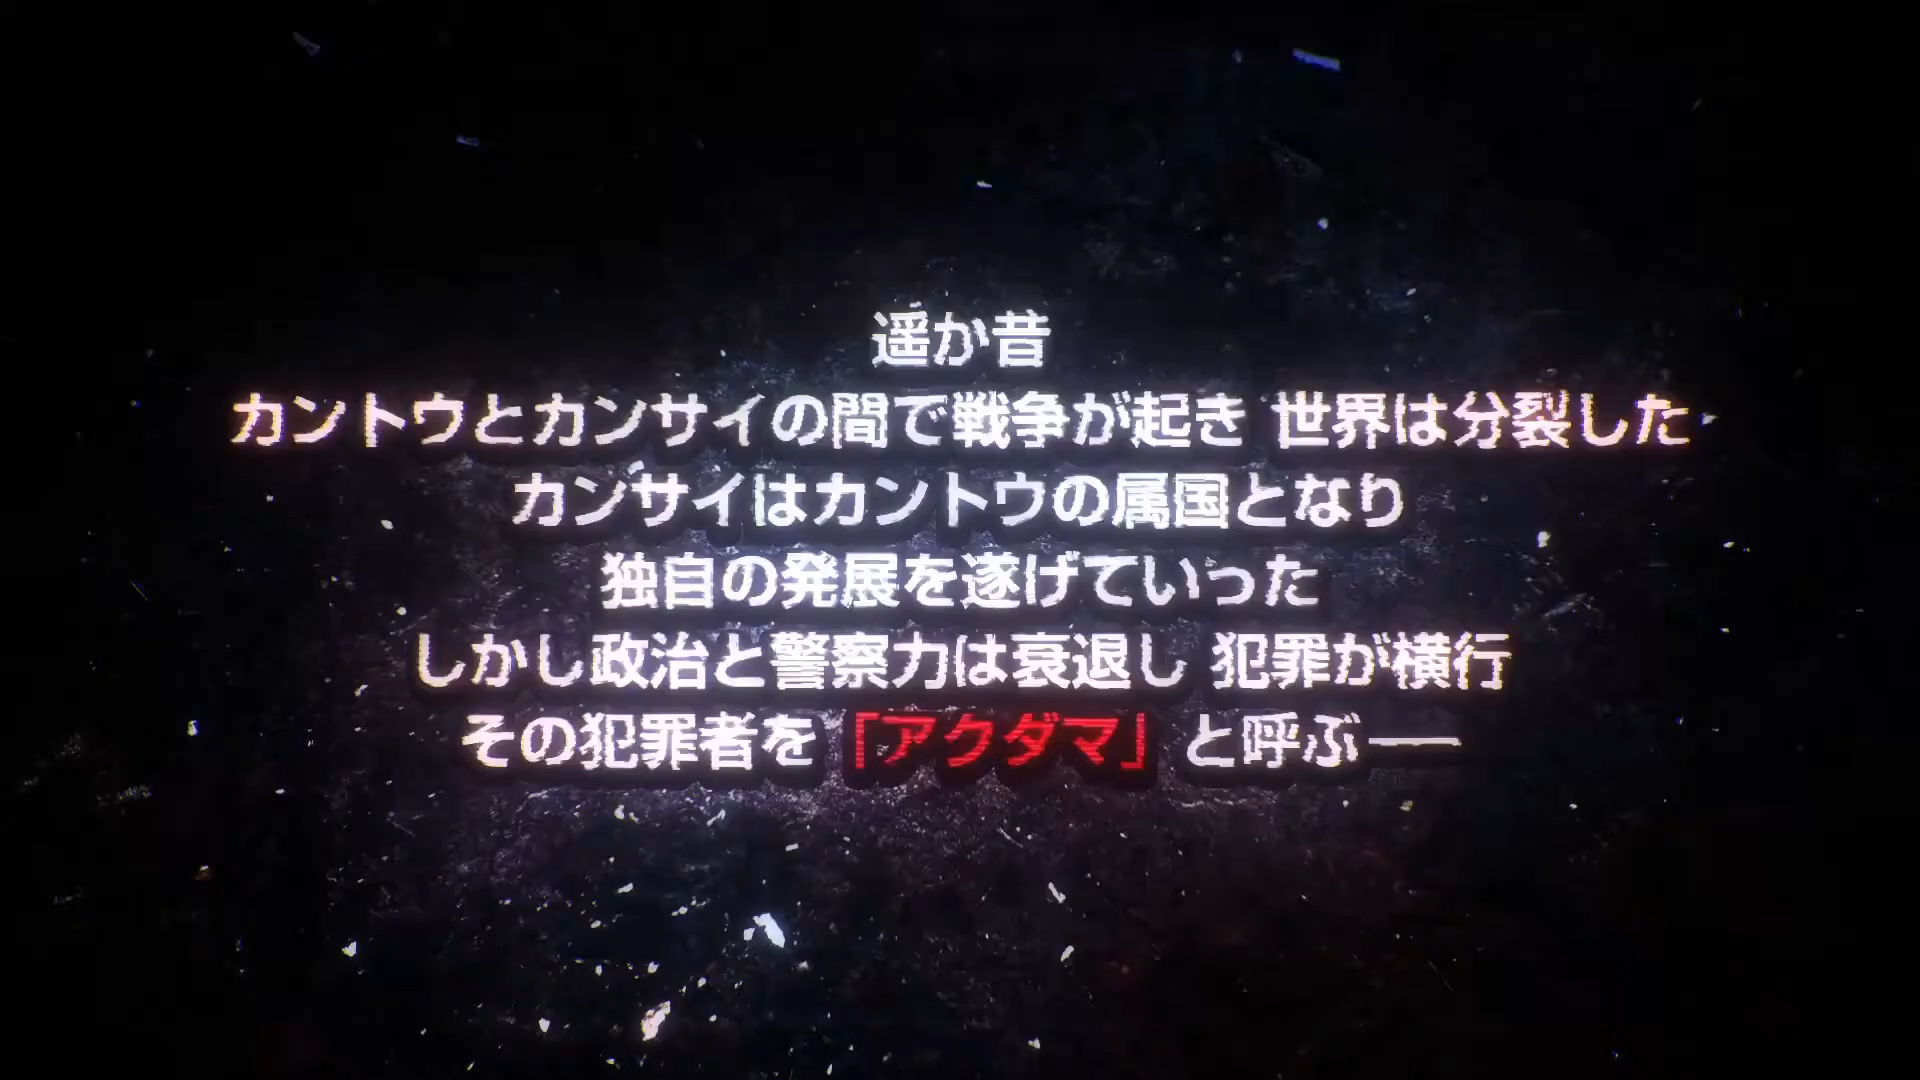 遥か昔
カントウとカンサイの間で戦争が起き 世界は分裂した
カンサイはカントウの属国となり
独自の発展を遂げていった
しかし政治と警察力は衰退し 犯罪が横行
その犯罪者を「アクダマ」と呼ぶ──